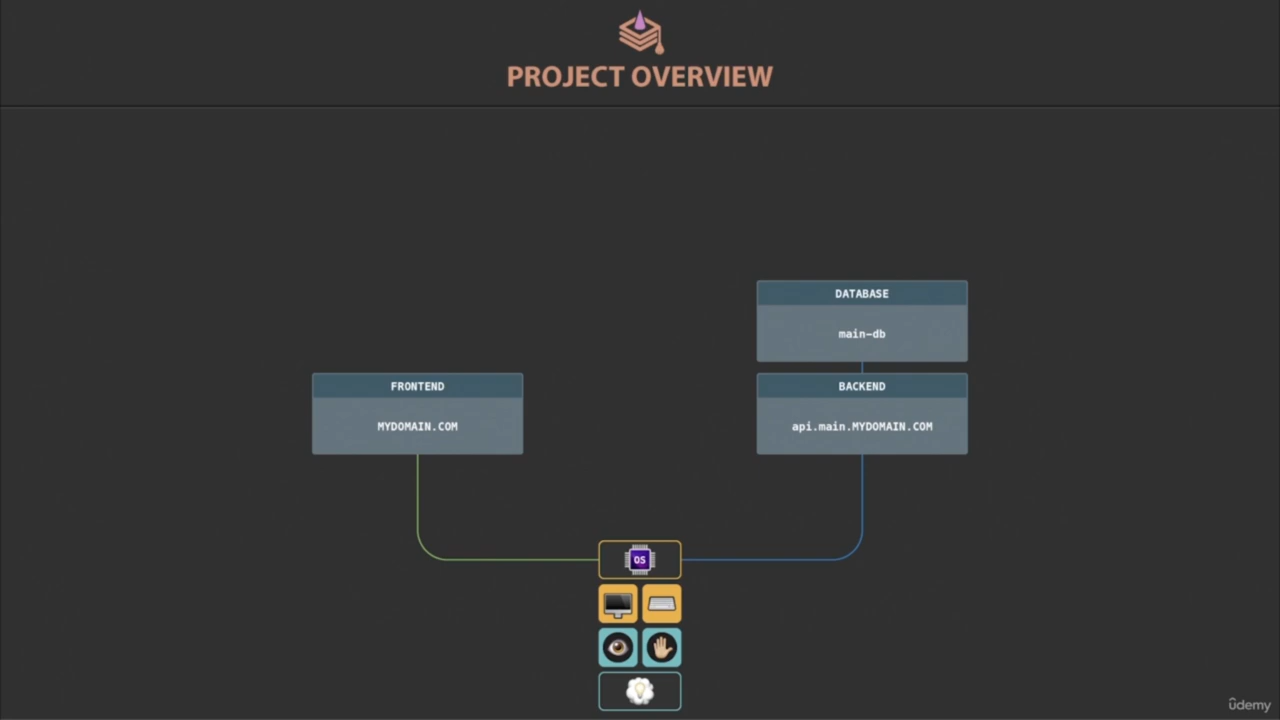 PROJECT OVERVIEW
DATABASE
main-db
FRONTEND
MYDOMAIN.COM
BACKEND
api.main.MYDOMAIN.COM
OS
ûdemy